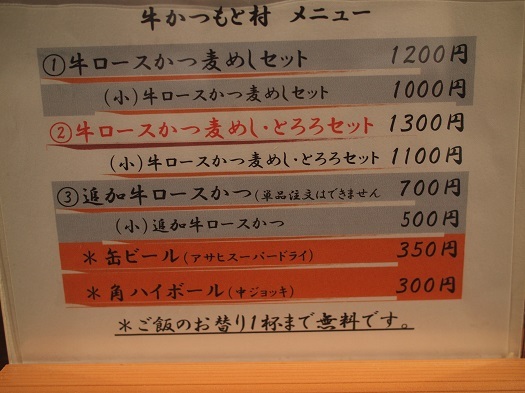 牛かつもと村 メニュー
①牛ロースかつ麦めしセット 1200円
(小)牛ロースかつ麦めしセット 1000円
②牛ロースかつ麦めし・とろろセット 1300円
(小)牛ロースかつ麦めし・とろろセット 1100円
③追加牛ロースかつ(単品注文はできません 700円
(小)追加牛ロースかつ 500円
*缶ビール(アサヒスーパードライ) 350円
*角ハイボール(中ジョッキ) 300円
*ご飯のお替り1杯まで無料です。